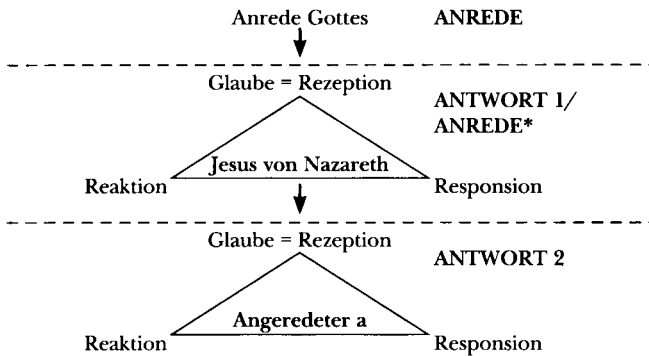 Anrede Gottes ANREDE
Glaube = Rezeption
ANTWORT 1/
ANREDE*
Jesus von Nazareth
Reaktion Responsion
Glaube = Rezeption
ANTWORT 2
Angeredeter a
Reaktion Responsion